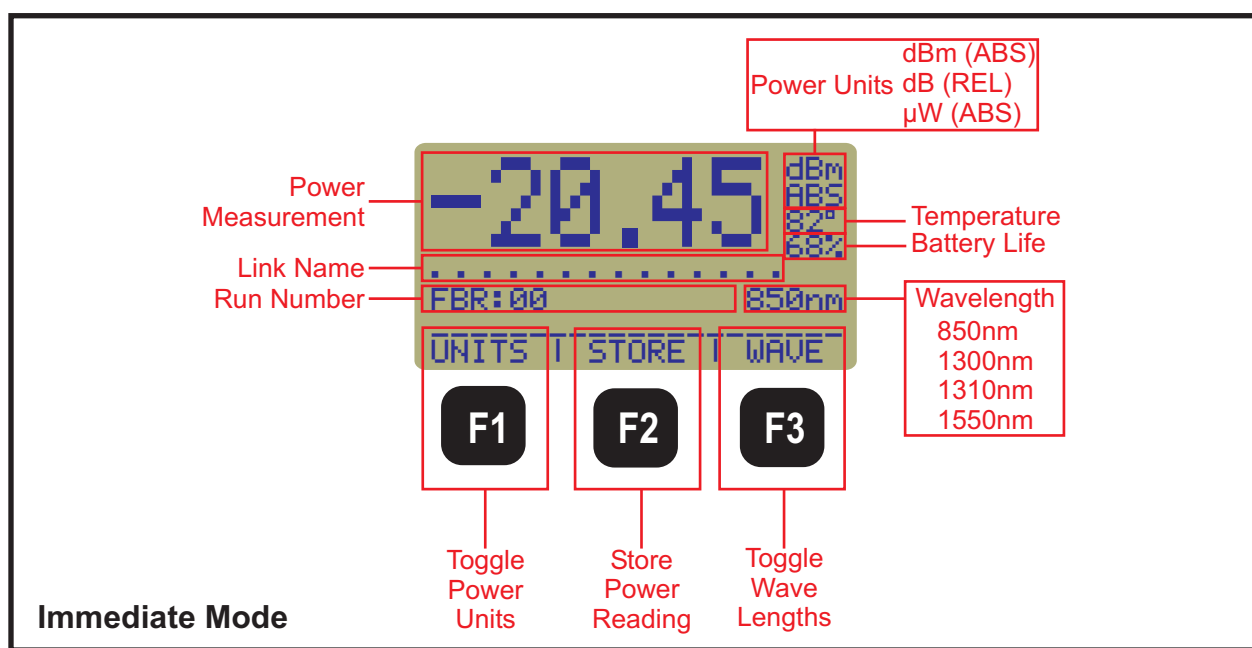 dBm (ABS)
Power Units dB (REL)
µW (ABS)
-20.45
dBm
ABS
82°
68%
Power
Measurement
Temperature
Battery Life
Link Name
..............
Run Number
FBR:00
850nm
Wavelength
850nm
1300nm
1310nm
1550nm
UNITS | STORE | WAVE
F1
F2
F3
Toggle
Power
Units
Store
Power
Reading
Toggle
Wave
Lengths
Immediate Mode